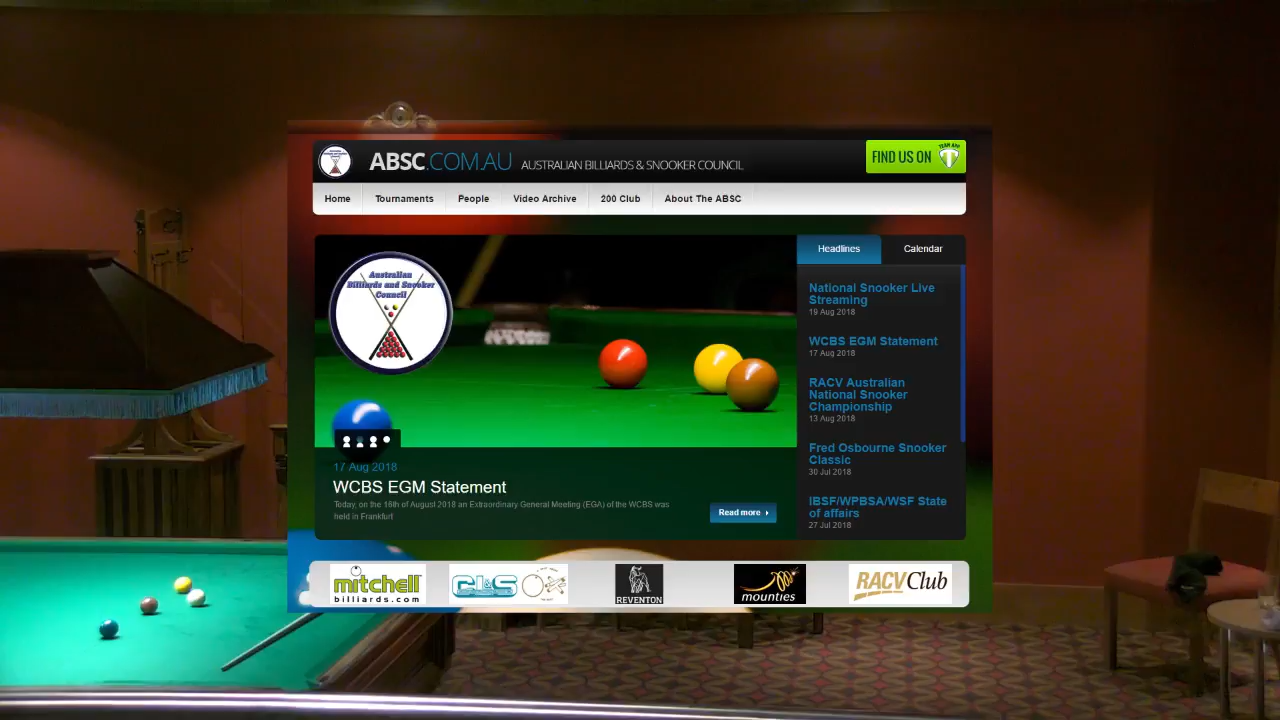 ABSC.COM.AU AUSTRALIAN BILLIARDS & SNOOKER COUNCIL
FIND US ON
TEAM APP
Home Tournaments People Video Archive 200 Club About The ABSC
Australian
Billiards and Snooker
Council
Headlines Calendar
National Snooker Live
Streaming
19 Aug 2018
WCBS EGM Statement
17 Aug 2018
RACV Australian
National Snooker
Championship
13 Aug 2018
Fred Osbourne Snooker
Classic
30 Jul 2018
IBSF/WPBSA/WSF State
of affairs
27 Jul 2018
17 Aug 2018
WCBS EGM Statement
Today, on the 16th of August 2018 an Extraordinary General Meeting (EGA) of the WCBS was
held in Frankfurt
Read more
mitchell
billiards.com
REVENTON
mounties
RACV Club